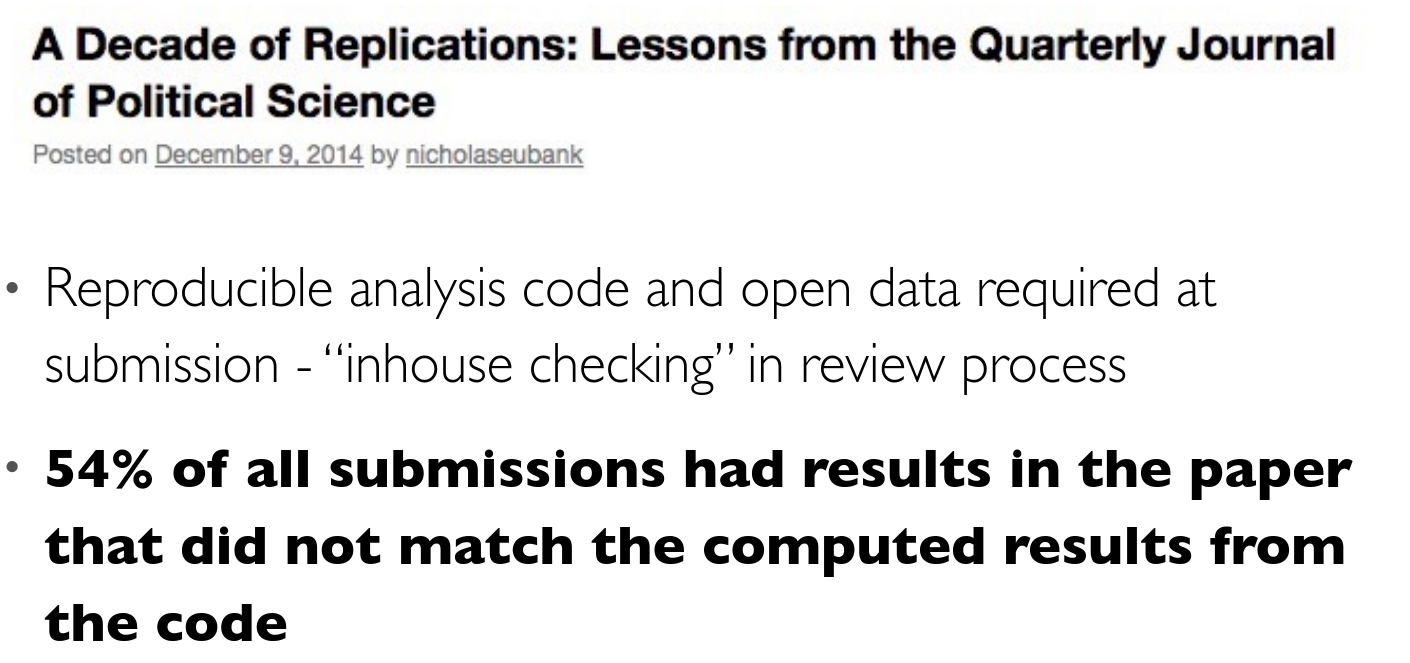 A Decade of Replications: Lessons from the Quarterly Journal
of Political Science
Posted on December 9, 2014 by nicholaseubank
• Reproducible analysis code and open data required at
submission - “inhouse checking” in review process
• 54% of all submissions had results in the paper
that did not match the computed results from
the code